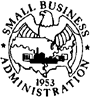 SMALL BUSINESS
ADMINISTRATION
1953